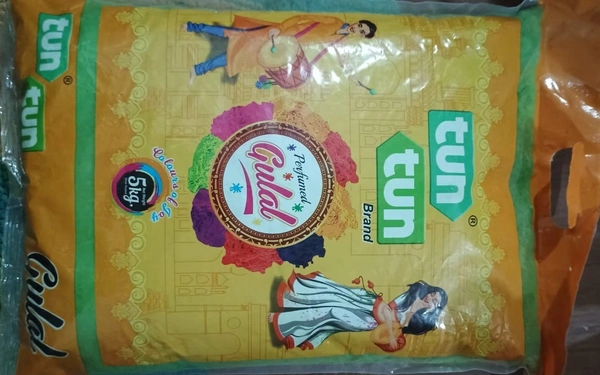 tun
tun
®
Brand
Perfumed
Gulal
Colours of Joy
5kg
tun
tun
®
Gulal